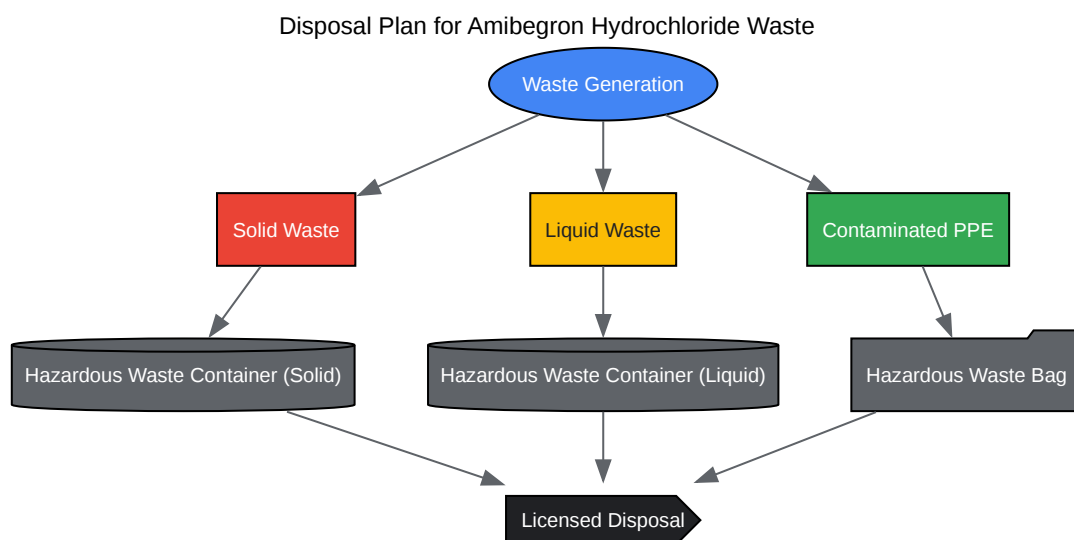 Disposal Plan for Amibegron Hydrochloride Waste
Waste Generation
Solid Waste
Liquid Waste
Contaminated PPE
Hazardous Waste Container (Solid)
Hazardous Waste Container (Liquid)
Hazardous Waste Bag
Licensed Disposal